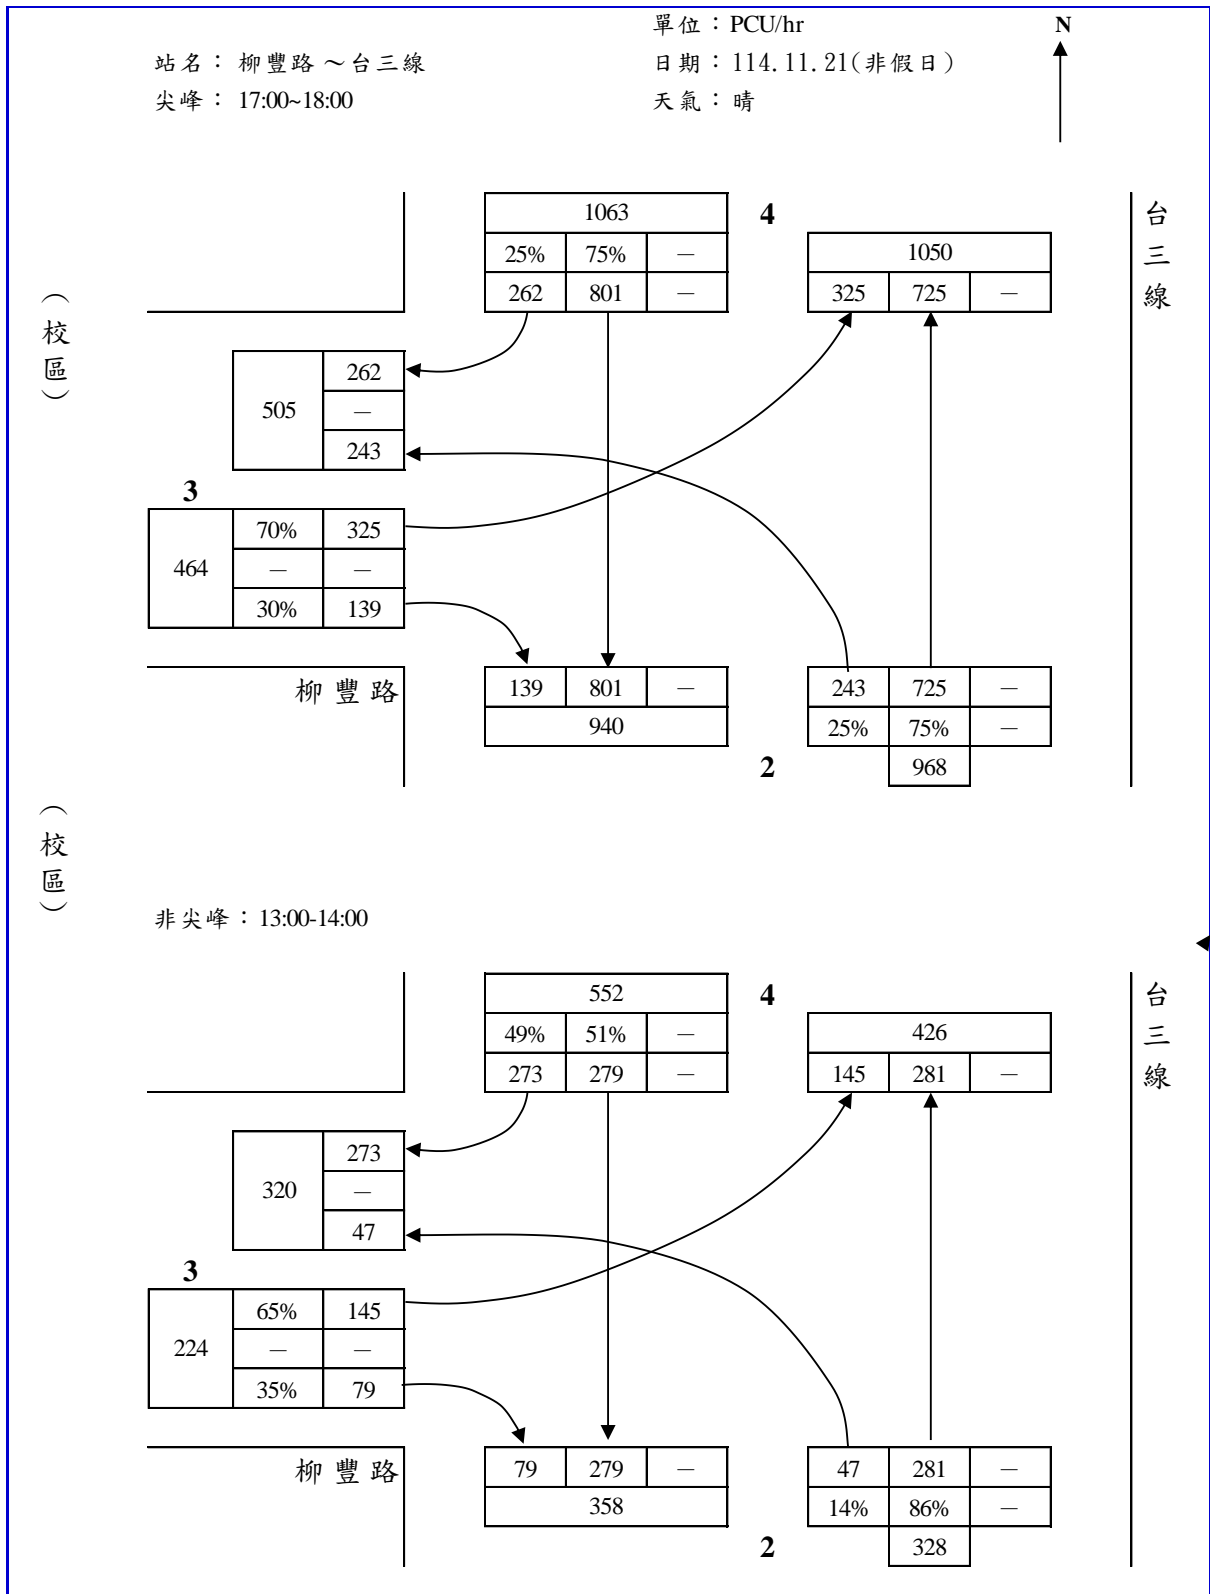 單位：PCU/hr
N
站名： 柳豐路～台三線
日期：114.11.21(非假日)
尖峰： 17:00~18:00
天氣：晴
1063
4
台三線
25% 75% —
1050
262 801 —
325 725 —
（校區）
262
505
—
243
3
70% 325
464
— —
30% 139
柳豐路
139 801 —
243 725 —
940
25% 75% —
2
968
（校區）
非尖峰：13:00-14:00
552
4
台三線
49% 51% —
426
273 279 —
145 281 —
273
320
—
47
3
65% 145
224
— —
35% 79
柳豐路
79 279 —
47 281 —
358
14% 86% —
2
328